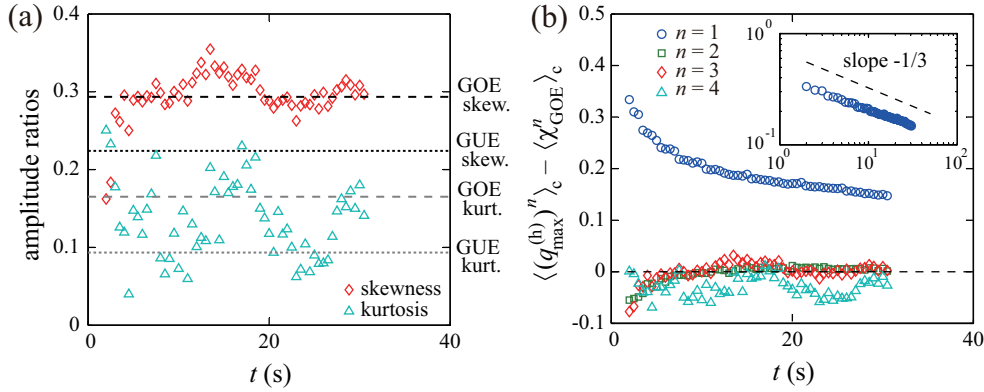 (a)
amplitude ratios
0.4
0.3
0.2
0.1
0
0
20
40
t (s)
GOE
skew.
GUE
skew.
GOE
kurt.
GUE
kurt.
skewness
kurtosis
(b)
⟨(q_max^(h))^n⟩_c − ⟨χ_GOE^n⟩_c
0.5
0.4
0.3
0.2
0.1
0
-0.1
0
20
40
t (s)
n = 1
n = 2
n = 3
n = 4
slope -1/3
10^0
10^-1
10^0
10^1
10^2